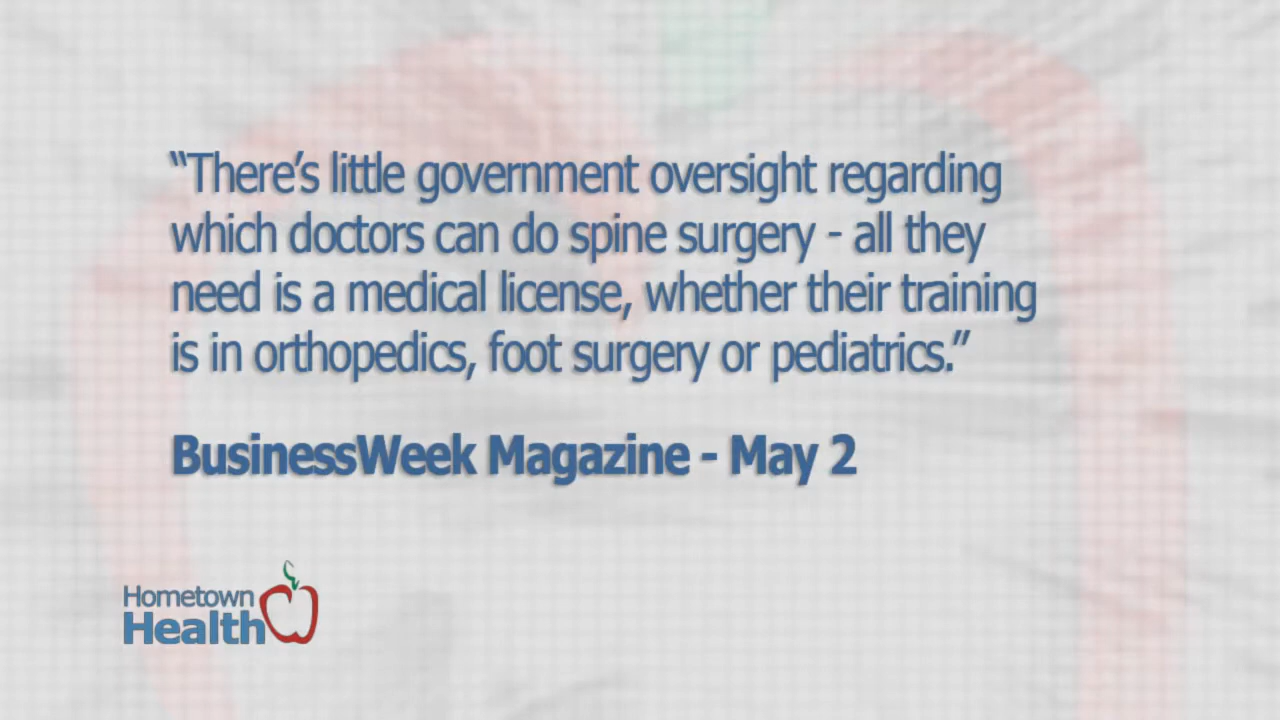 “There’s little government oversight regarding
which doctors can do spine surgery - all they
need is a medical license, whether their training
is in orthopedics, foot surgery or pediatrics.”
BusinessWeek Magazine - May 2
Hometown
Health